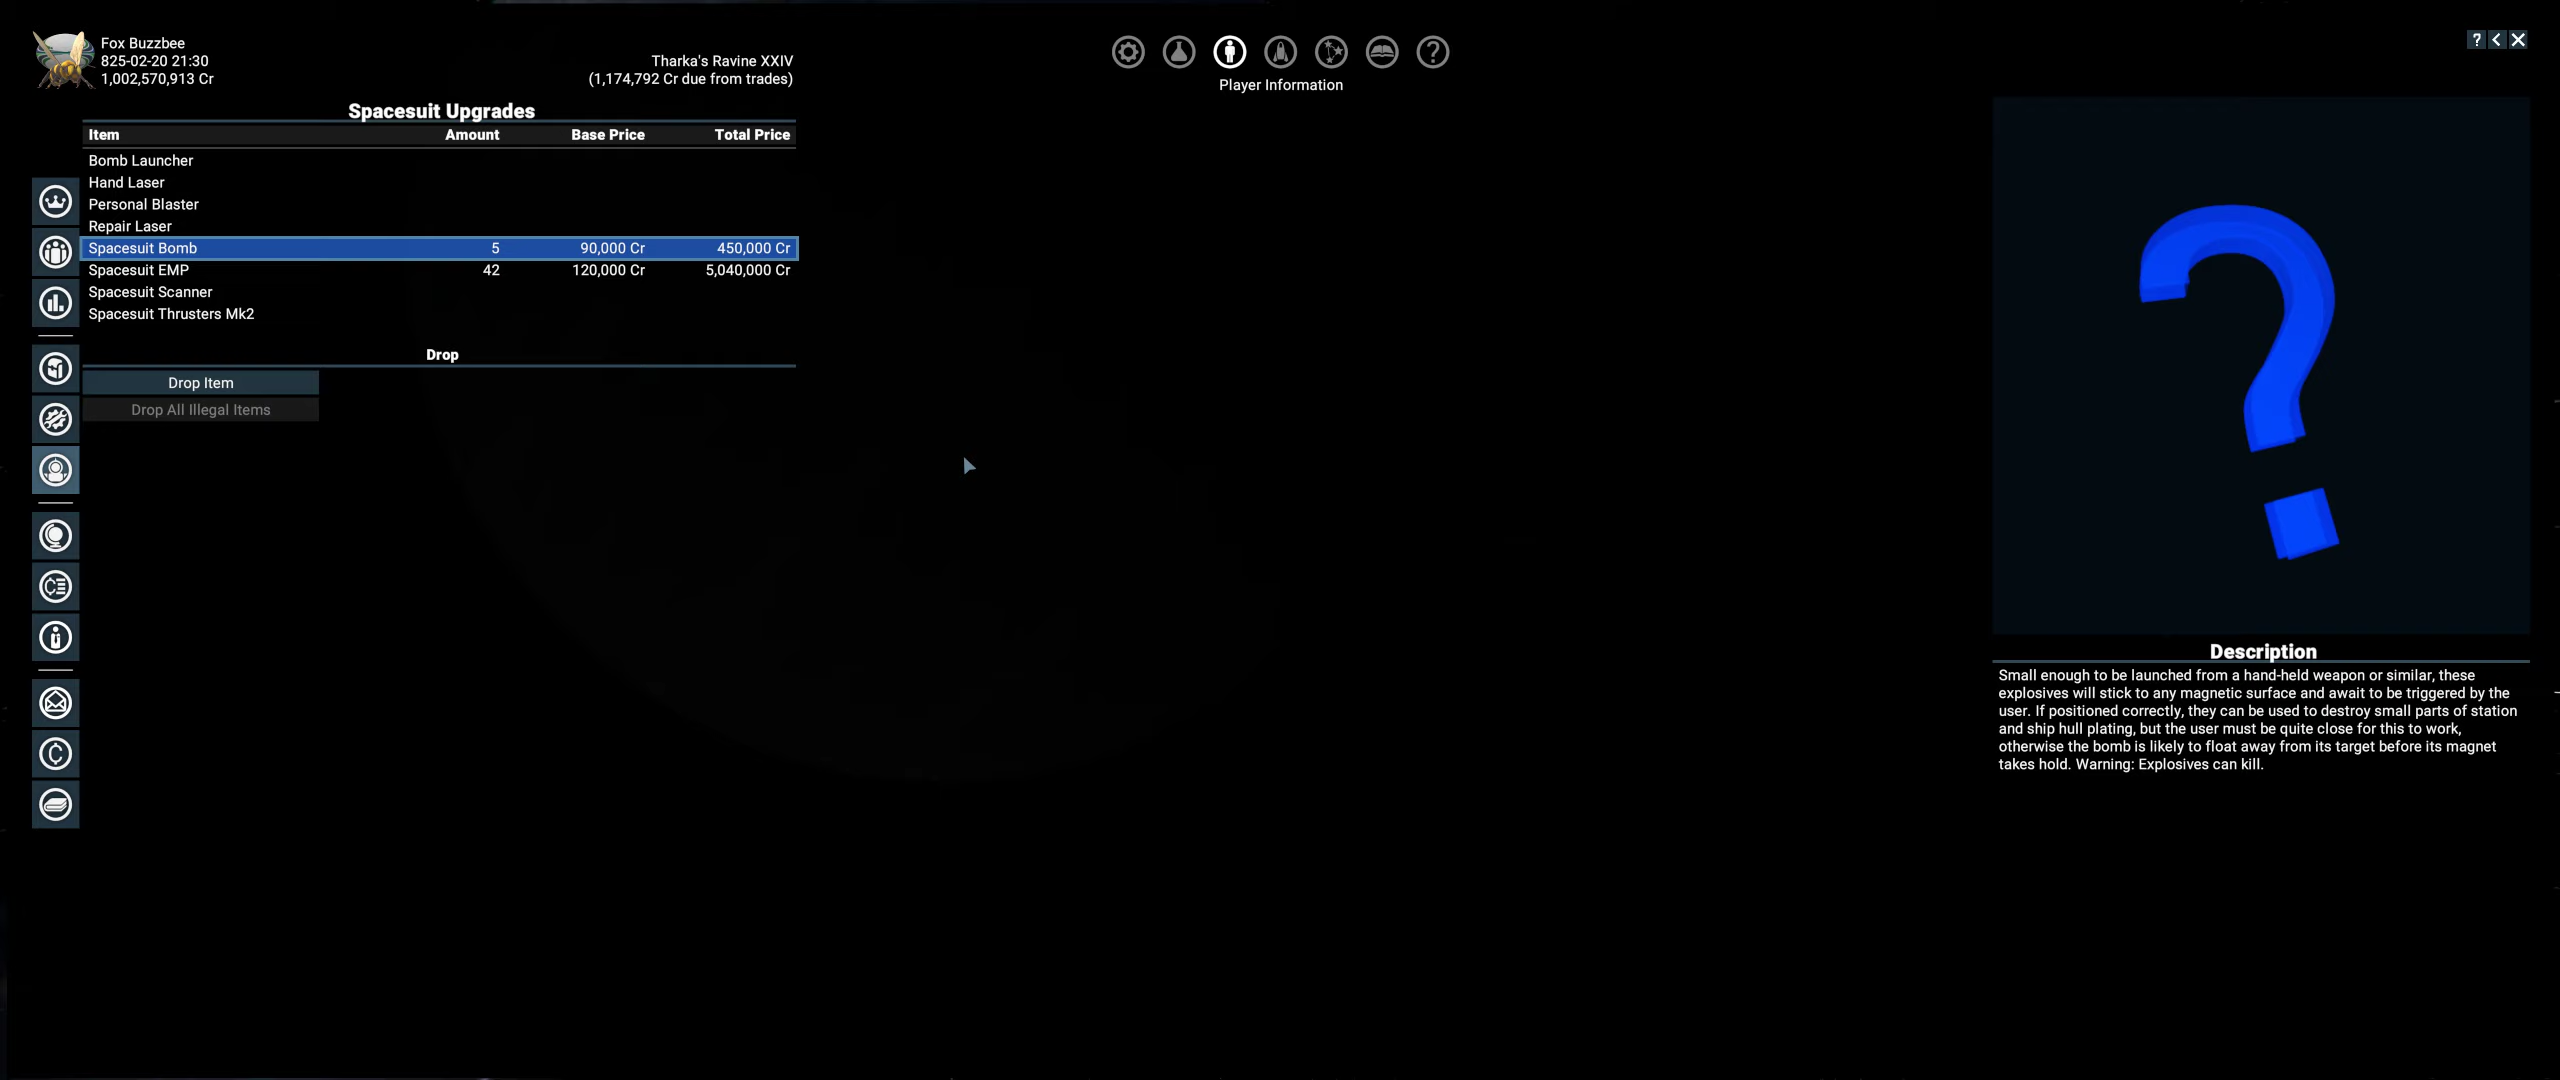 Fox Buzzbee
825-02-20 21:30
1,002,570,913 Cr
Tharka's Ravine XXIV
(1,174,792 Cr due from trades)
Player Information
Spacesuit Upgrades
Item Amount Base Price Total Price
Bomb Launcher
Hand Laser
Personal Blaster
Repair Laser
Spacesuit Bomb 5 90,000 Cr 450,000 Cr
Spacesuit EMP 42 120,000 Cr 5,040,000 Cr
Spacesuit Scanner
Spacesuit Thrusters Mk2
Drop
Drop Item
Drop All Illegal Items
Description
Small enough to be launched from a hand-held weapon or similar, these
explosives will stick to any magnetic surface and await to be triggered by the
user. If positioned correctly, they can be used to destroy small parts of station
and ship hull plating, but the user must be quite close for this to work,
otherwise the bomb is likely to float away from its target before its magnet
takes hold. Warning: Explosives can kill.